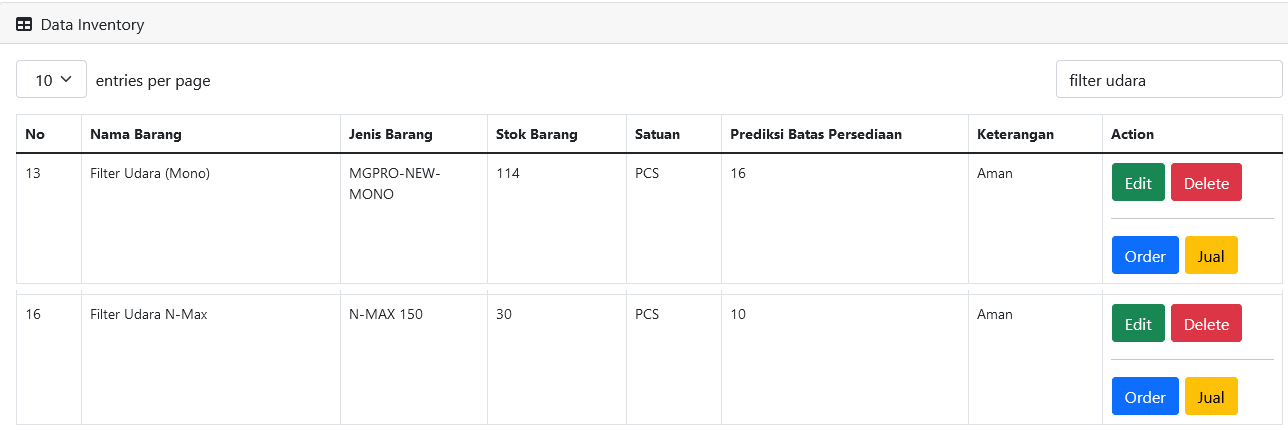 Data Inventory
10 entries per page
filter udara
No Nama Barang Jenis Barang Stok Barang Satuan Prediksi Batas Persediaan Keterangan Action
13 Filter Udara (Mono) MGPRO-NEW- 114 PCS 16 Aman Edit Delete
MONO
Order Jual
16 Filter Udara N-Max N-MAX 150 30 PCS 10 Aman Edit Delete
Order Jual